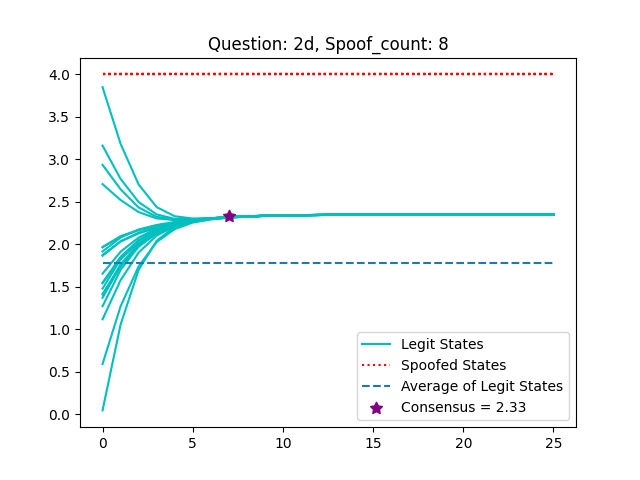 Question: 2d, Spoof_count: 8
4.0
3.5
3.0
2.5
2.0
1.5
1.0
0.5
0.0
0 5 10 15 20 25
Legit States
Spoofed States
Average of Legit States
Consensus = 2.33